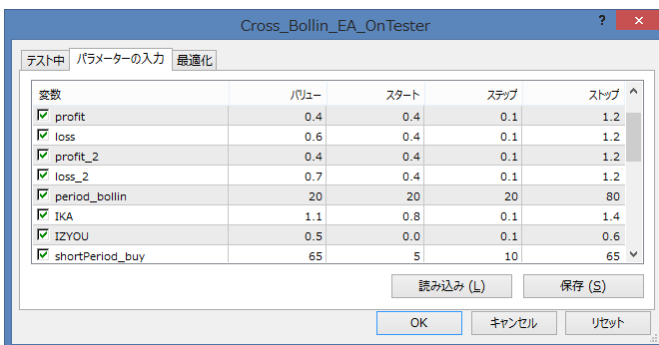 Cross_Bollin_EA_OnTester ? ×
テスト中 パラメーターの入力 最適化
変数 バリュー スタート ステップ ストップ
profit 0.4 0.4 0.1 1.2
loss 0.6 0.4 0.1 1.2
profit_2 0.4 0.4 0.1 1.2
loss_2 0.7 0.4 0.1 1.2
period_bollin 20 20 20 80
IKA 1.1 0.8 0.1 1.4
IZYOU 0.5 0.0 0.1 0.6
shortPeriod_buy 65 5 10 65
読み込み (L) 保存 (S)
OK キャンセル リセット